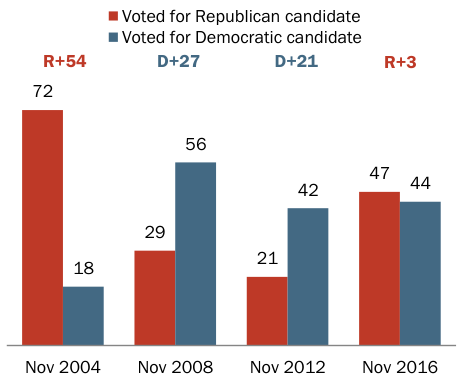 Voted for Republican candidate
Voted for Democratic candidate
R+54 D+27 D+21 R+3
72 18 29 56 21 42 47 44
Nov 2004 Nov 2008 Nov 2012 Nov 2016